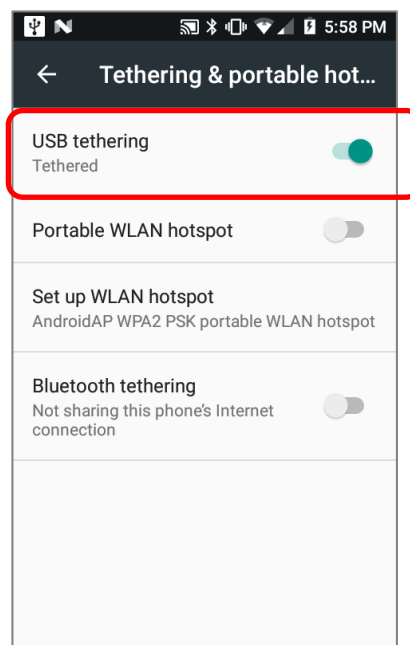 5:58 PM
Tethering & portable hot...
USB tethering
Tethered
Portable WLAN hotspot
Set up WLAN hotspot
AndroidAP WPA2 PSK portable WLAN hotspot
Bluetooth tethering
Not sharing this phone's Internet
connection